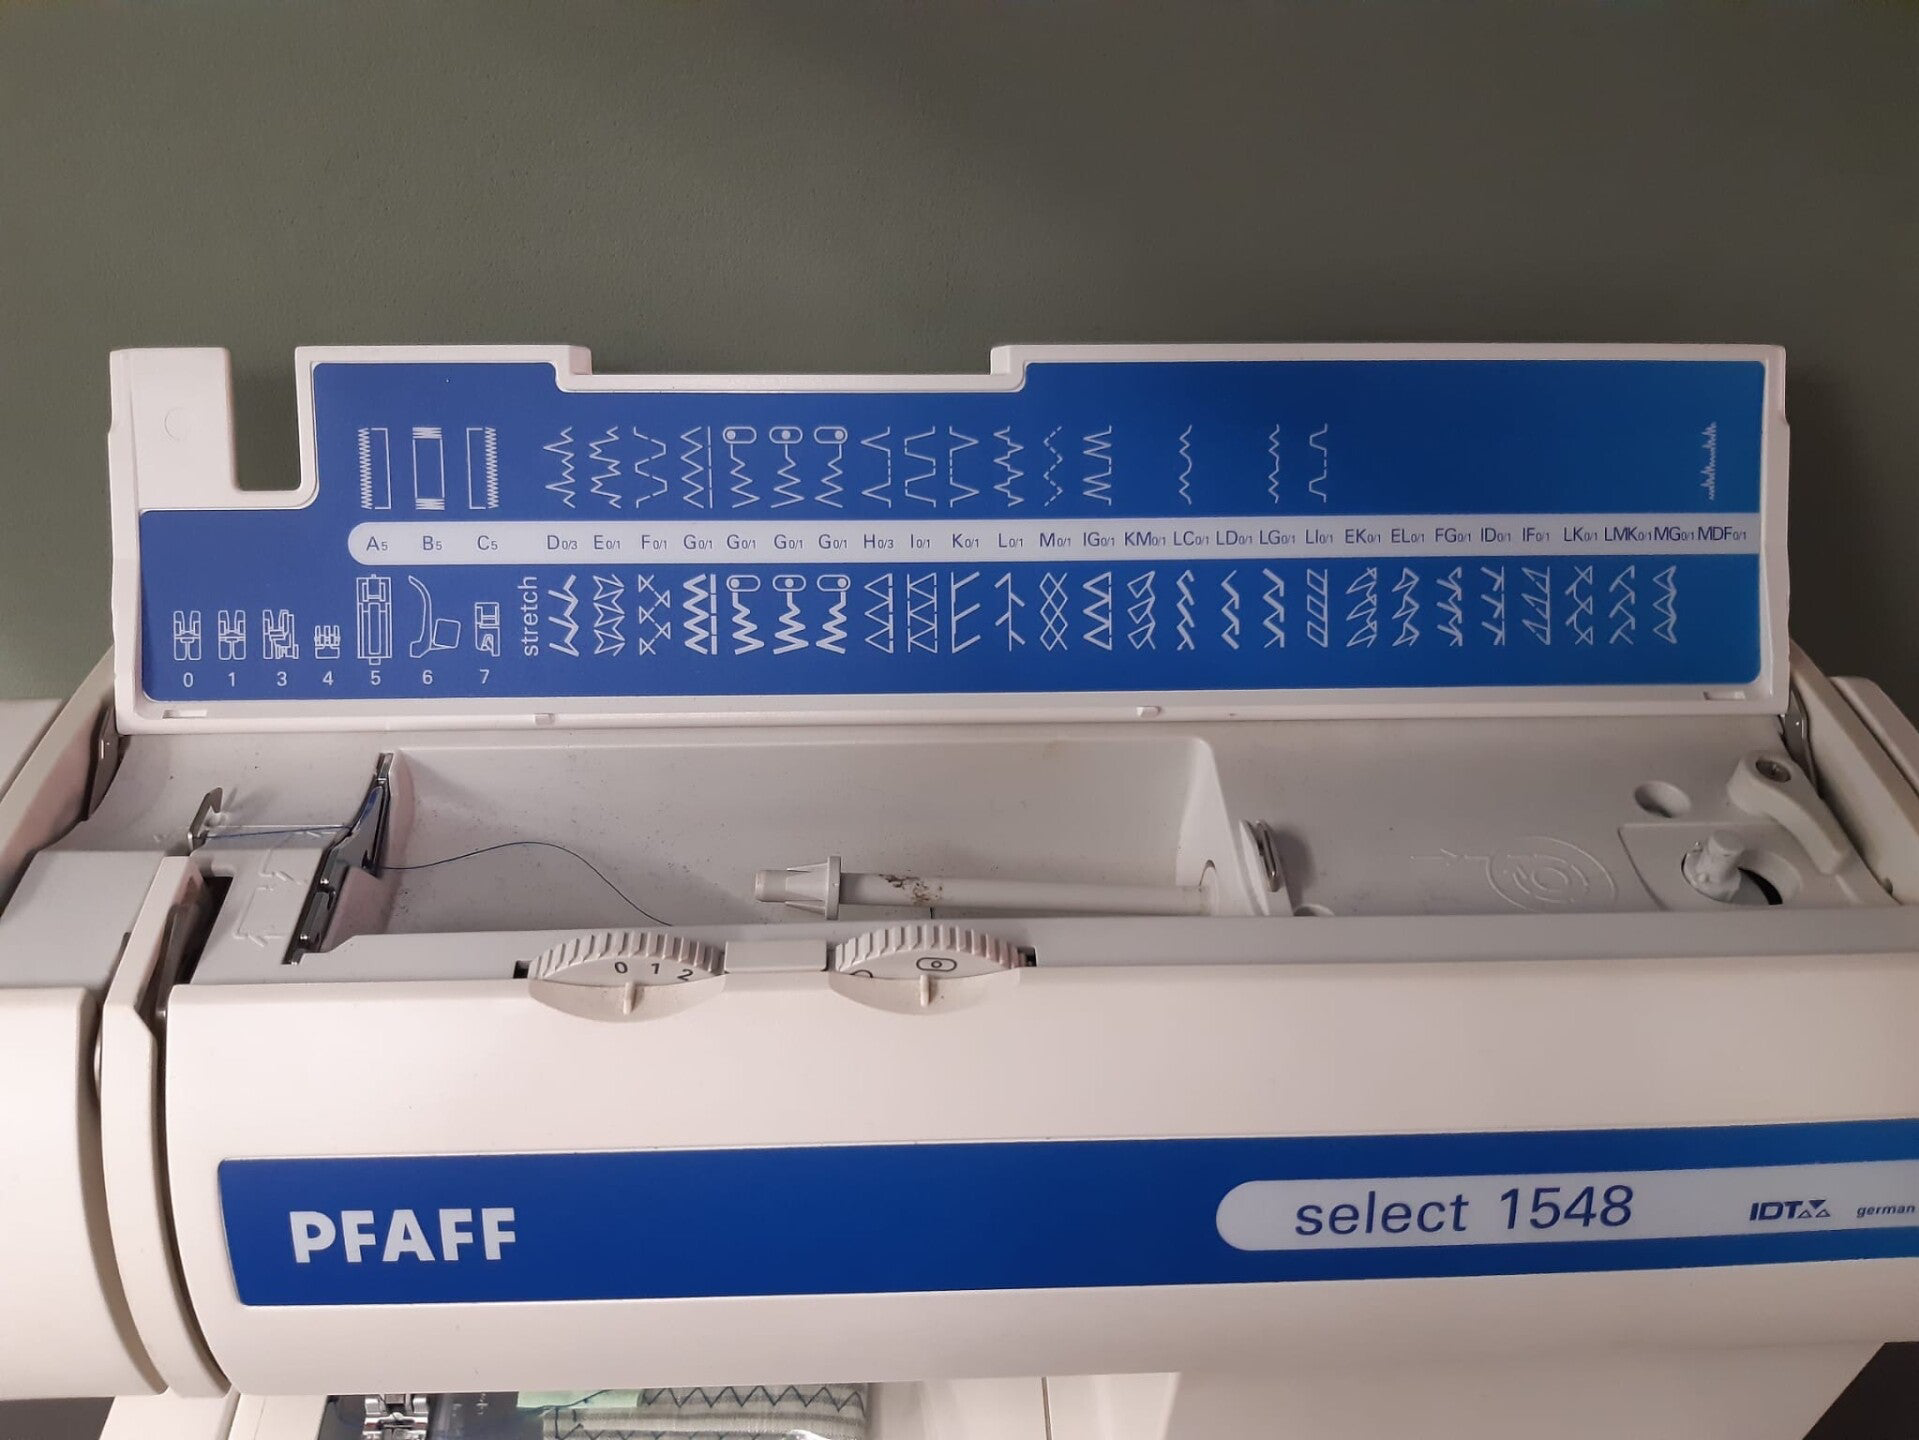 A5 B5 C5 D0/3 E0/1 F0/1 G0/1 G0/1 G0/1 G0/1 H0/3 I0/1 K0/1 L0/1 M0/1 IG0/1 KM0/1 LC0/1 LD0/1 LG0/1 LI0/1 EK0/1 EL0/1 FG0/1 ID0/1 IF0/1 LK0/1 LMK0/1 MG0/1 MDF0/1
stretch
0 1 3 4 5 6 7
0 1 2
PFAFF
select 1548
IDT
german